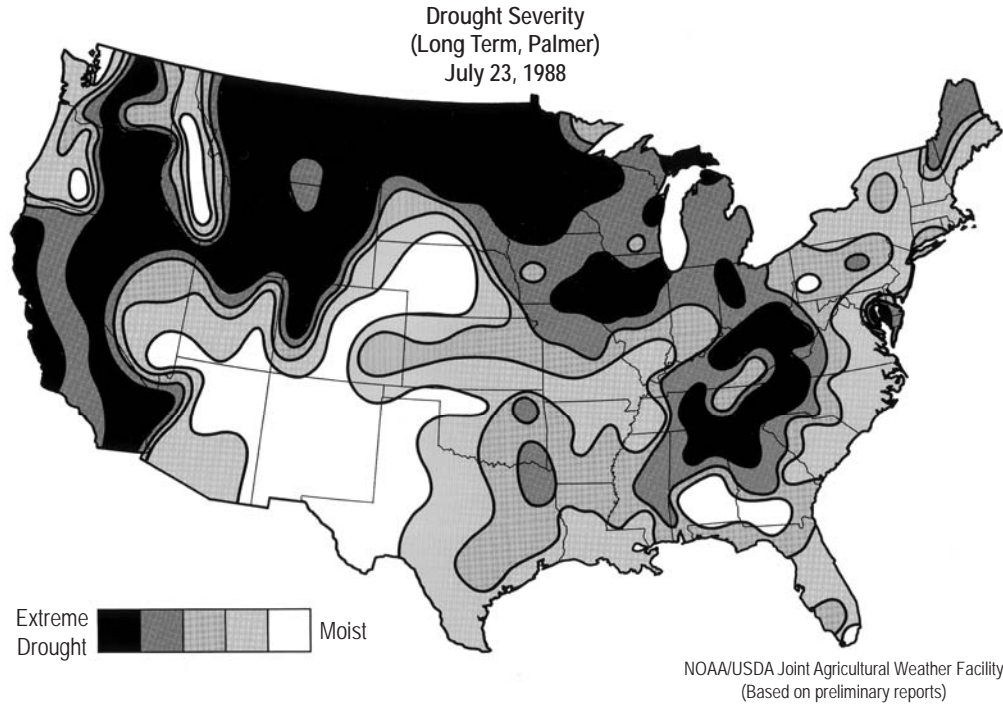 Drought Severity
(Long Term, Palmer)
July 23, 1988
Extreme
Drought
Moist
NOAA/USDA Joint Agricultural Weather Facility
(Based on preliminary reports)